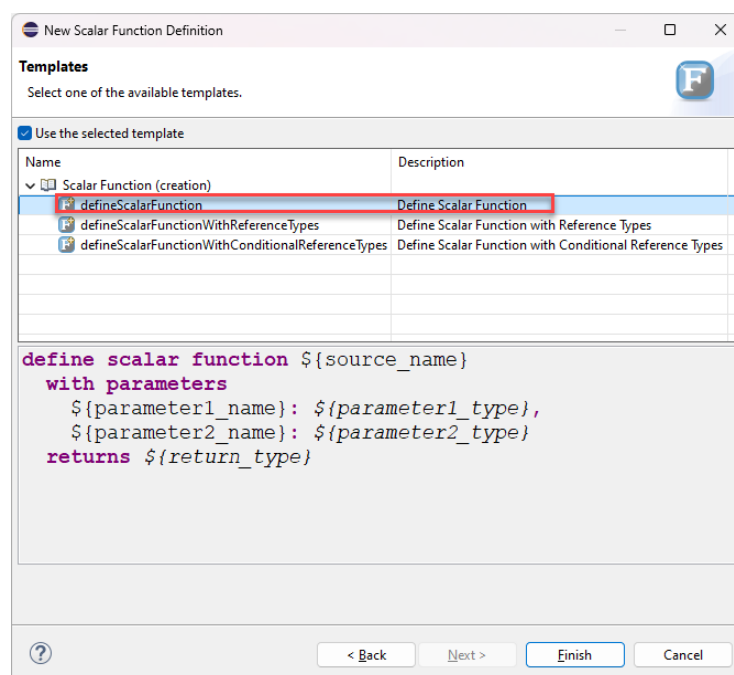 New Scalar Function Definition
Templates
Select one of the available templates.
Use the selected template
Name Description
Scalar Function (creation)
defineScalarFunction Define Scalar Function
defineScalarFunctionWithReferenceTypes Define Scalar Function with Reference Types
defineScalarFunctionWithConditionalReferenceTypes Define Scalar Function with Conditional Reference Types
define scalar function ${source_name}
with parameters
${parameter1_name}: ${parameter1_type},
${parameter2_name}: ${parameter2_type}
returns ${return_type}
? < Back Next > Finish Cancel